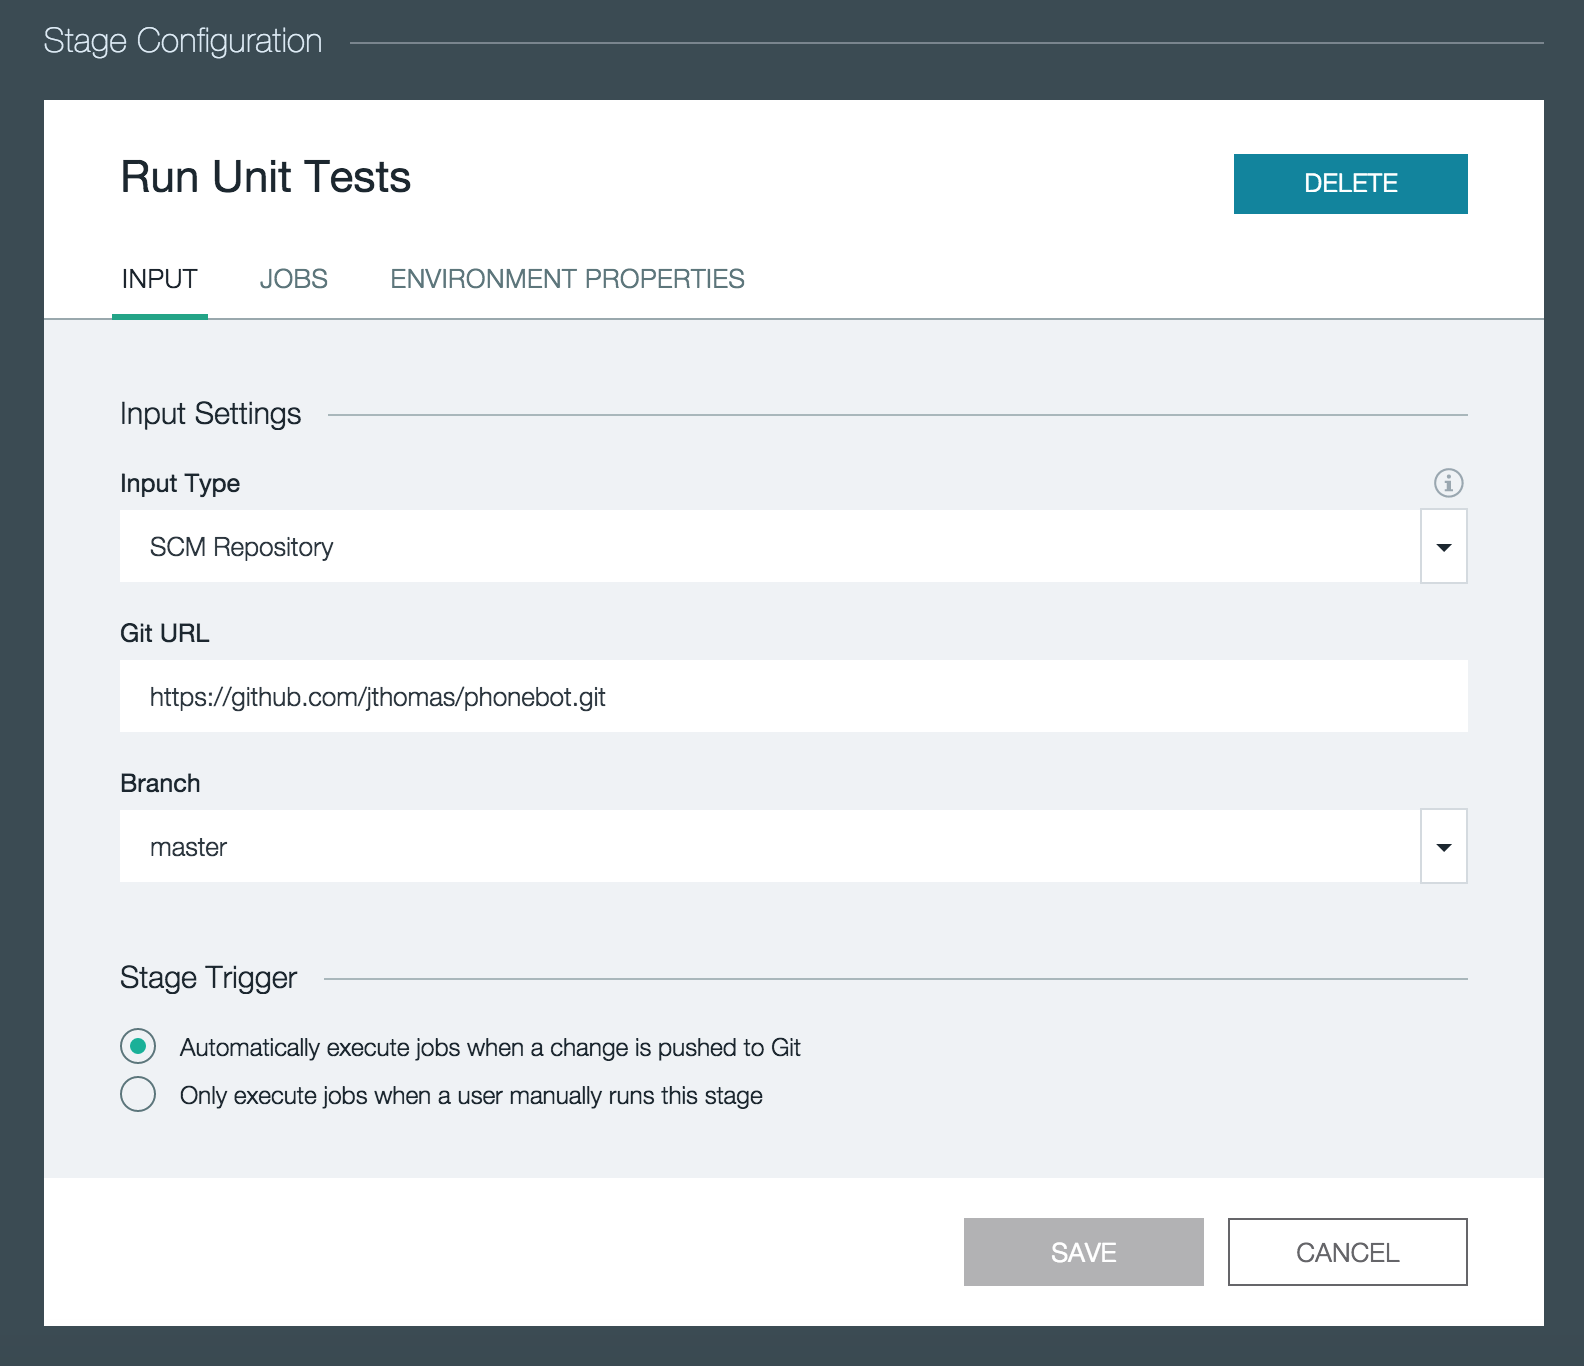 Stage Configuration
Run Unit Tests
DELETE
INPUT JOBS ENVIRONMENT PROPERTIES
Input Settings
Input Type
SCM Repository
Git URL
https://github.com/jthomas/phonebot.git
Branch
master
Stage Trigger
Automatically execute jobs when a change is pushed to Git
Only execute jobs when a user manually runs this stage
SAVE CANCEL